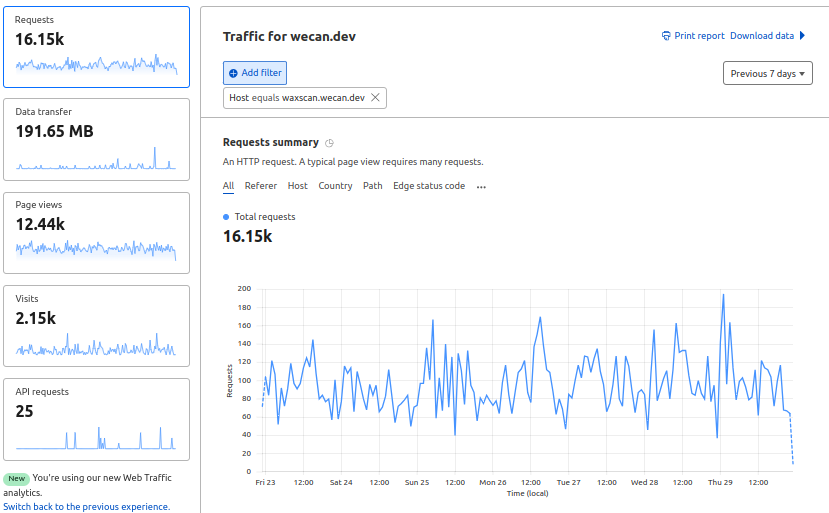 Requests
16.15k
Data transfer
191.65 MB
Page views
12.44k
Visits
2.15k
API requests
25
New You're using our new Web Traffic
analytics.
Switch back to the previous experience.
Traffic for wecan.dev
Print report Download data
Add filter
Previous 7 days
Host equals waxscan.wecan.dev
Requests summary
An HTTP request. A typical page view requires many requests.
All Referer Host Country Path Edge status code ...
Total requests
16.15k
200
180
160
140
120
100
80
60
40
20
0
Requests
Fri 23 12:00 Sat 24 12:00 Sun 25 12:00 Mon 26 12:00 Tue 27 12:00 Wed 28 12:00 Thu 29 12:00
Time (local)